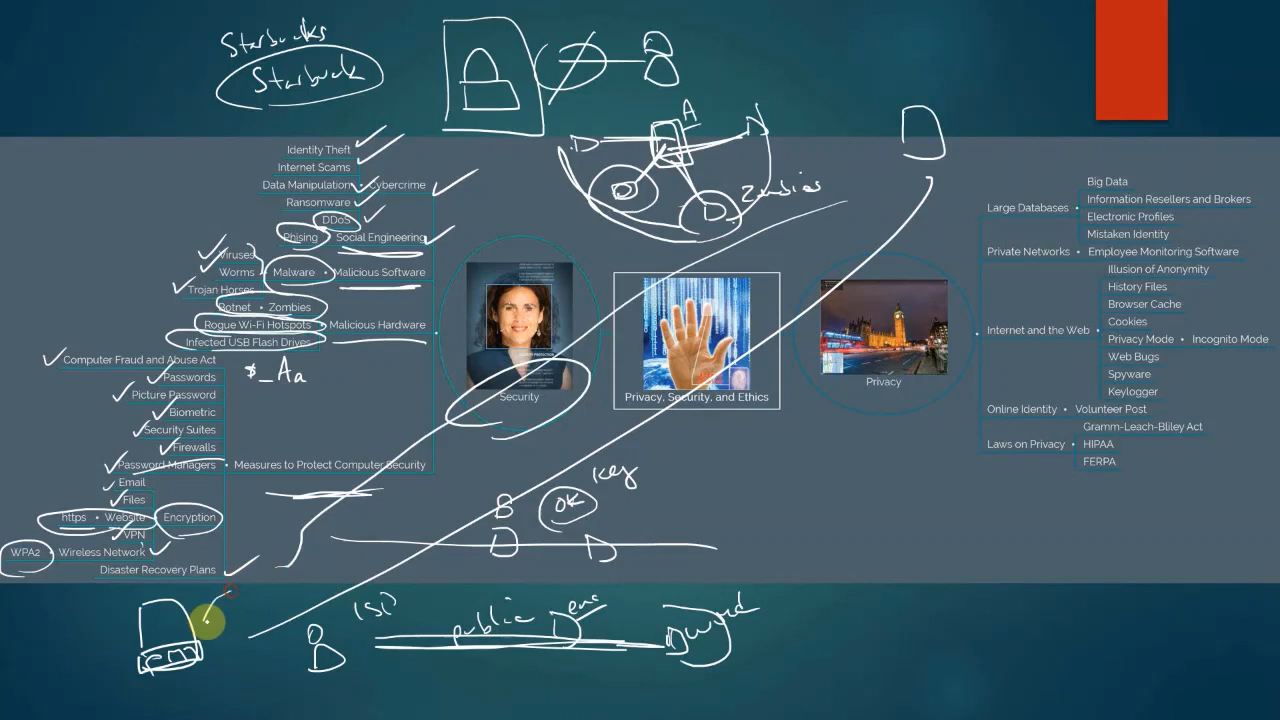 Starbucks
Starbuck
A
Zombies
Identity Theft
Internet Scams
Data Manipulation • Cybercrime
Ransomware
DDoS
Phising • Social Engineering
Viruses
Worms • Malware • Malicious Software
Trojan Horses
Botnet • Zombies
Rogue Wi-Fi Hotspots • Malicious Hardware
Infected USB Flash Drives
$_Aa
Computer Fraud and Abuse Act
Passwords
Picture Password
Biometric
Security Suites
Firewalls
Password Managers • Measures to Protect Computer Security
Email
Files
https • Website • Encryption
VPN
WPA2 • Wireless Network
Disaster Recovery Plans
Security
Privacy, Security, and Ethics
Privacy
Large Databases •
Big Data
Information Resellers and Brokers
Electronic Profiles
Mistaken Identity
Private Networks • Employee Monitoring Software
Internet and the Web •
Illusion of Anonymity
History Files
Browser Cache
Cookies
Privacy Mode • Incognito Mode
Web Bugs
Spyware
Keylogger
Online Identity • Volunteer Post
Laws on Privacy •
Gramm-Leach-Bliley Act
HIPAA
FERPA
OK
Key
ISP
public
enc